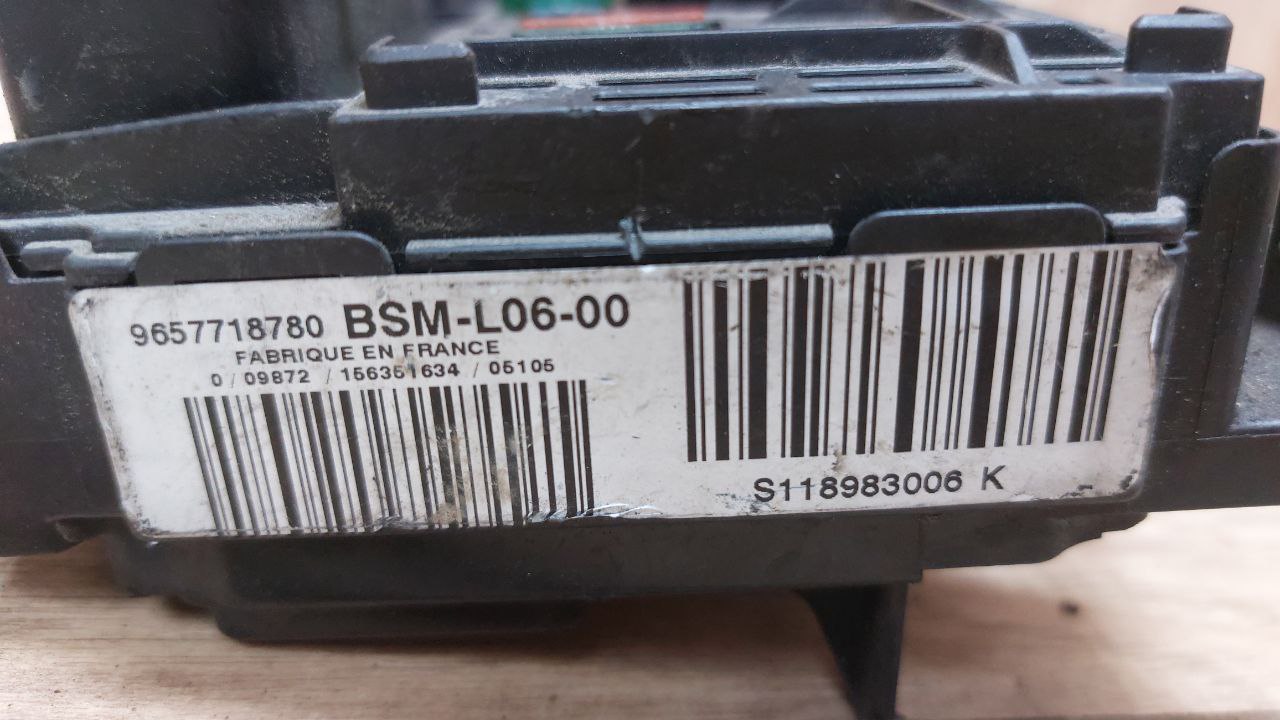 9657718780 BSM-L06-00
FABRIQUE EN FRANCE
0 / 09872 / 156351634 / 05105
S118983006 K